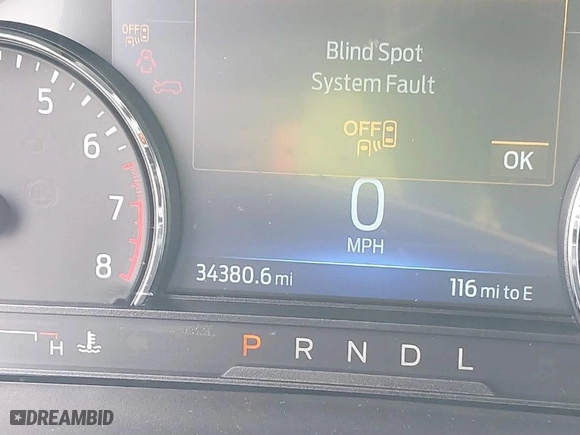 OFF
Blind Spot
System Fault
OFF
OK
5
6
7
8
0
MPH
34380.6 mi
116 mi to E
H
P R N D L
DREAMBID